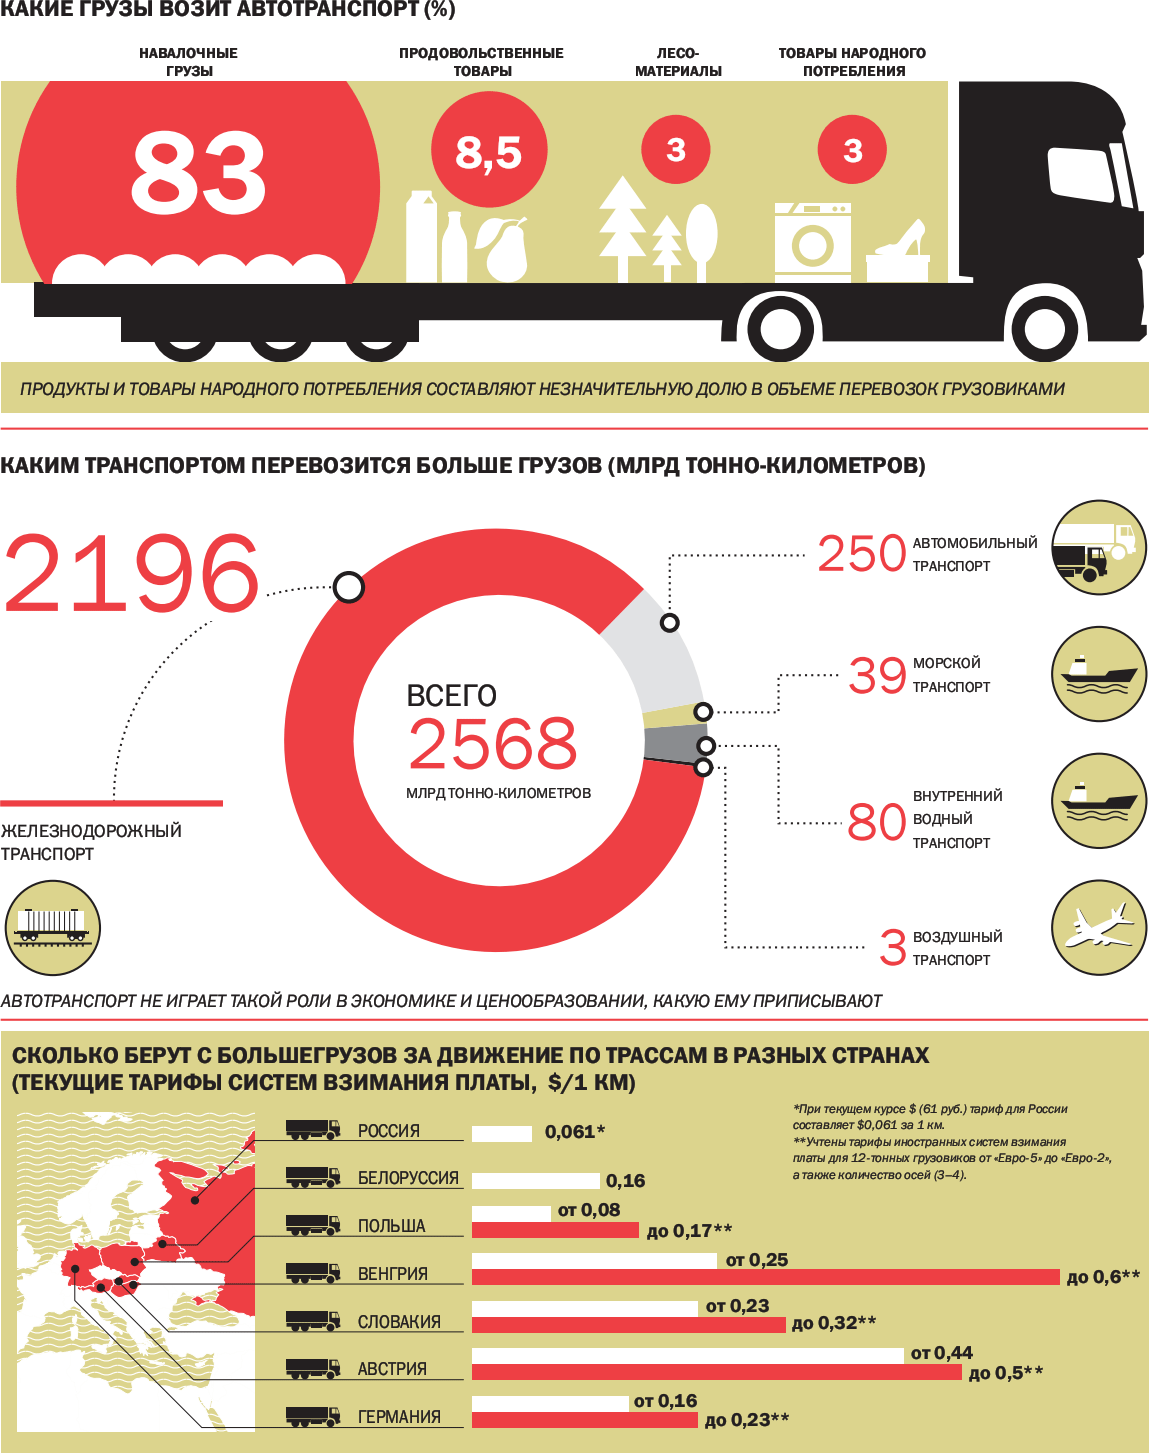 КАКИЕ ГРУЗЫ ВОЗИТ АВТОТРАНСПОРТ (%)
НАВАЛОЧНЫЕ
ГРУЗЫ
ПРОДОВОЛЬСТВЕННЫЕ
ТОВАРЫ
ЛЕСО-
МАТЕРИАЛЫ
ТОВАРЫ НАРОДНОГО
ПОТРЕБЛЕНИЯ
83
8,5
3
3
ПРОДУКТЫ И ТОВАРЫ НАРОДНОГО ПОТРЕБЛЕНИЯ СОСТАВЛЯЮТ НЕЗНАЧИТЕЛЬНУЮ ДОЛЮ В ОБЪЕМЕ ПЕРЕВОЗОК ГРУЗОВИКАМИ
КАКИМ ТРАНСПОРТОМ ПЕРЕВОЗИТСЯ БОЛЬШЕ ГРУЗОВ (МЛРД ТОННО-КИЛОМЕТРОВ)
2196
ЖЕЛЕЗНОДОРОЖНЫЙ
ТРАНСПОРТ
ВСЕГО
2568
МЛРД ТОННО-КИЛОМЕТРОВ
250
АВТОМОБИЛЬНЫЙ
ТРАНСПОРТ
39
МОРСКОЙ
ТРАНСПОРТ
80
ВНУТРЕННИЙ
ВОДНЫЙ
ТРАНСПОРТ
3
ВОЗДУШНЫЙ
ТРАНСПОРТ
АВТОТРАНСПОРТ НЕ ИГРАЕТ ТАКОЙ РОЛИ В ЭКОНОМИКЕ И ЦЕНООБРАЗОВАНИИ, КАКУЮ ЕМУ ПРИПИСЫВАЮТ
СКОЛЬКО БЕРУТ С БОЛЬШЕГРУЗОВ ЗА ДВИЖЕНИЕ ПО ТРАССАМ В РАЗНЫХ СТРАНАХ
(ТЕКУЩИЕ ТАРИФЫ СИСТЕМ ВЗИМАНИЯ ПЛАТЫ, $/1 КМ)
*При текущем курсе $ (61 руб.) тариф для России
составляет $0,061 за 1 км.
**Учтены тарифы иностранных систем взимания
платы для 12-тонных грузовиков от «Евро-5» до «Евро-2»,
а также количество осей (3–4).
РОССИЯ
0,061*
БЕЛОРУССИЯ
0,16
ПОЛЬША
от 0,08
до 0,17**
ВЕНГРИЯ
от 0,25
до 0,6**
СЛОВАКИЯ
от 0,23
до 0,32**
АВСТРИЯ
от 0,44
до 0,5**
ГЕРМАНИЯ
от 0,16
до 0,23**